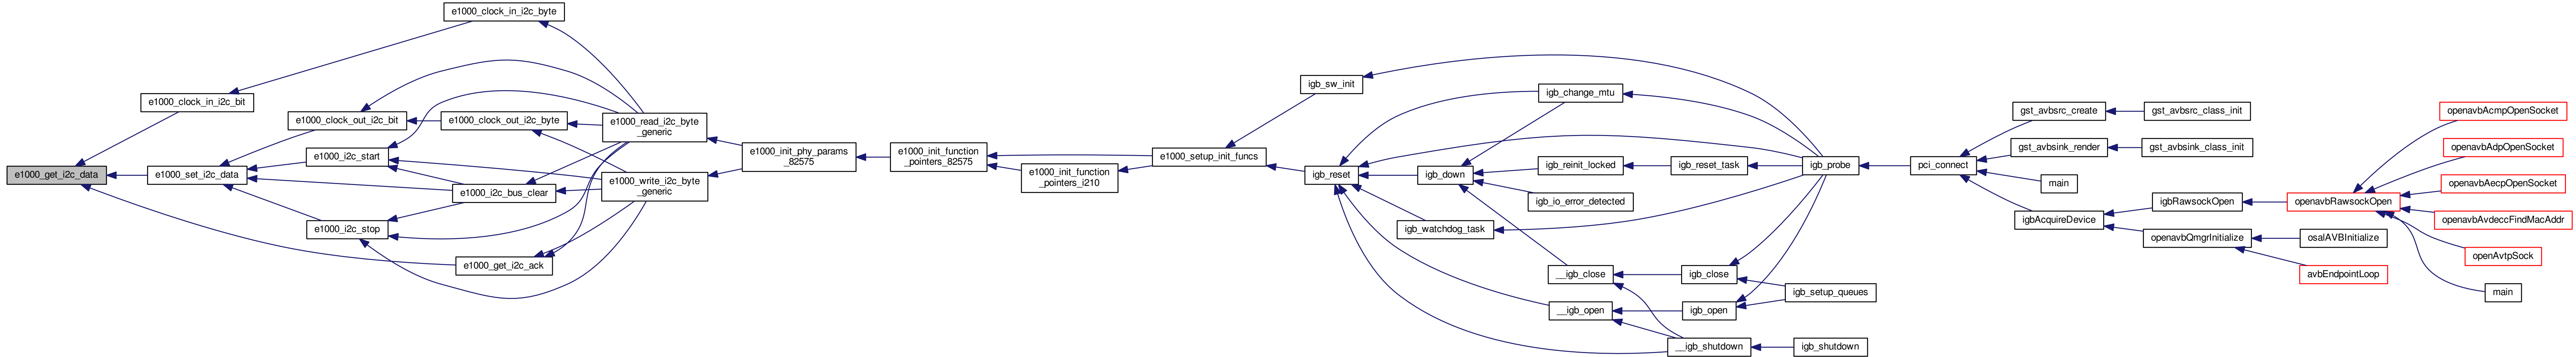 e1000_clock_in_i2c_byte
e1000_clock_in_i2c_bit
e1000_get_i2c_data
e1000_set_i2c_data
e1000_clock_out_i2c_bit
e1000_clock_out_i2c_byte
e1000_i2c_start
e1000_i2c_bus_clear
e1000_i2c_stop
e1000_get_i2c_ack
e1000_read_i2c_byte
_generic
e1000_write_i2c_byte
_generic
e1000_init_phy_params
_82575
e1000_init_function
_pointers_82575
e1000_init_function
_pointers_i210
e1000_setup_init_funcs
igb_sw_init
igb_reset
igb_change_mtu
igb_down
igb_reinit_locked
igb_io_error_detected
igb_watchdog_task
__igb_close
__igb_open
__igb_shutdown
igb_reset_task
igb_close
igb_open
igb_setup_queues
igb_shutdown
igb_probe
pci_connect
gst_avbsrc_create
gst_avbsrc_class_init
gst_avbsink_render
gst_avbsink_class_init
main
igbAcquireDevice
igbRawsockOpen
openavbQmgrInitialize
osalAVBInitialize
avbEndpointLoop
openavbRawsockOpen
openavbAcmpOpenSocket
openavbAdpOpenSocket
openavbAecpOpenSocket
openavbAvdeccFindMacAddr
openAvtpSock
main